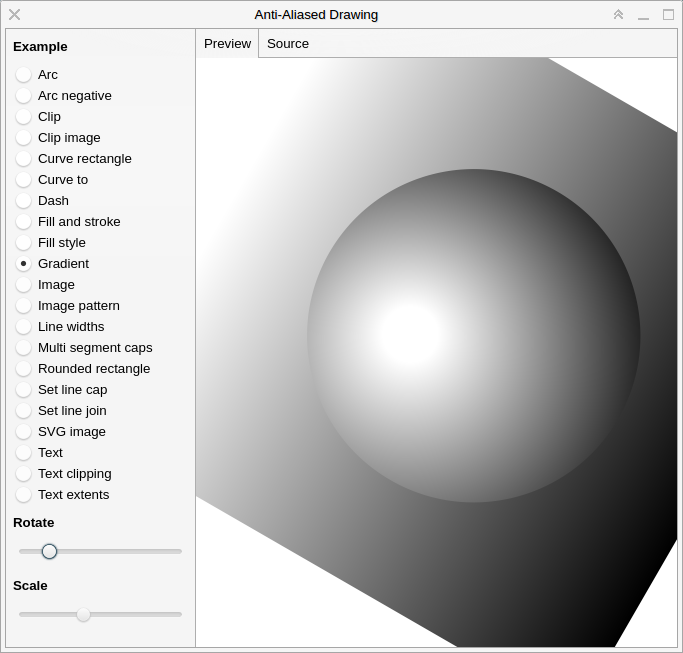 Anti-Aliased Drawing
Example
Preview
Source
Arc
Arc negative
Clip
Clip image
Curve rectangle
Curve to
Dash
Fill and stroke
Fill style
Gradient
Image
Image pattern
Line widths
Multi segment caps
Rounded rectangle
Set line cap
Set line join
SVG image
Text
Text clipping
Text extents
Rotate
Scale